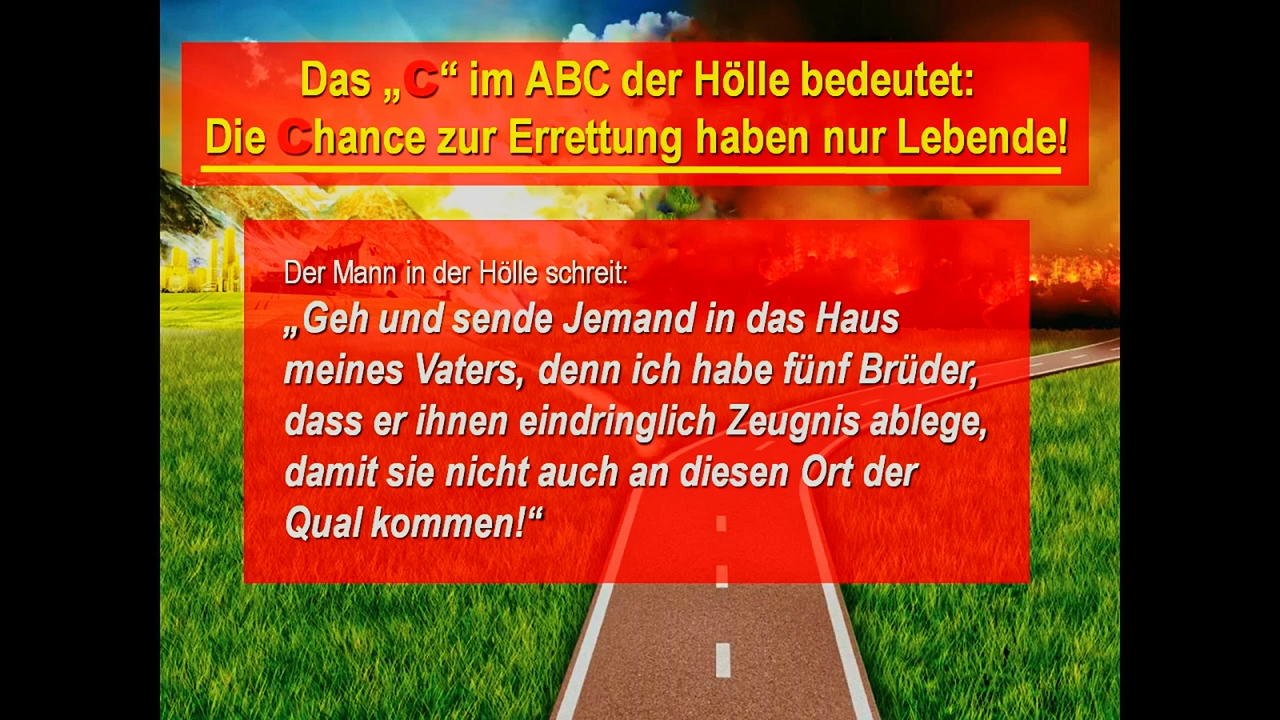 Das „C“ im ABC der Hölle bedeutet:
Die Chance zur Errettung haben nur Lebende!
Der Mann in der Hölle schreit:
„Geh und sende Jemand in das Haus
meines Vaters, denn ich habe fünf Brüder,
dass er ihnen eindringlich Zeugnis ablege,
damit sie nicht auch an diesen Ort der
Qual kommen!“